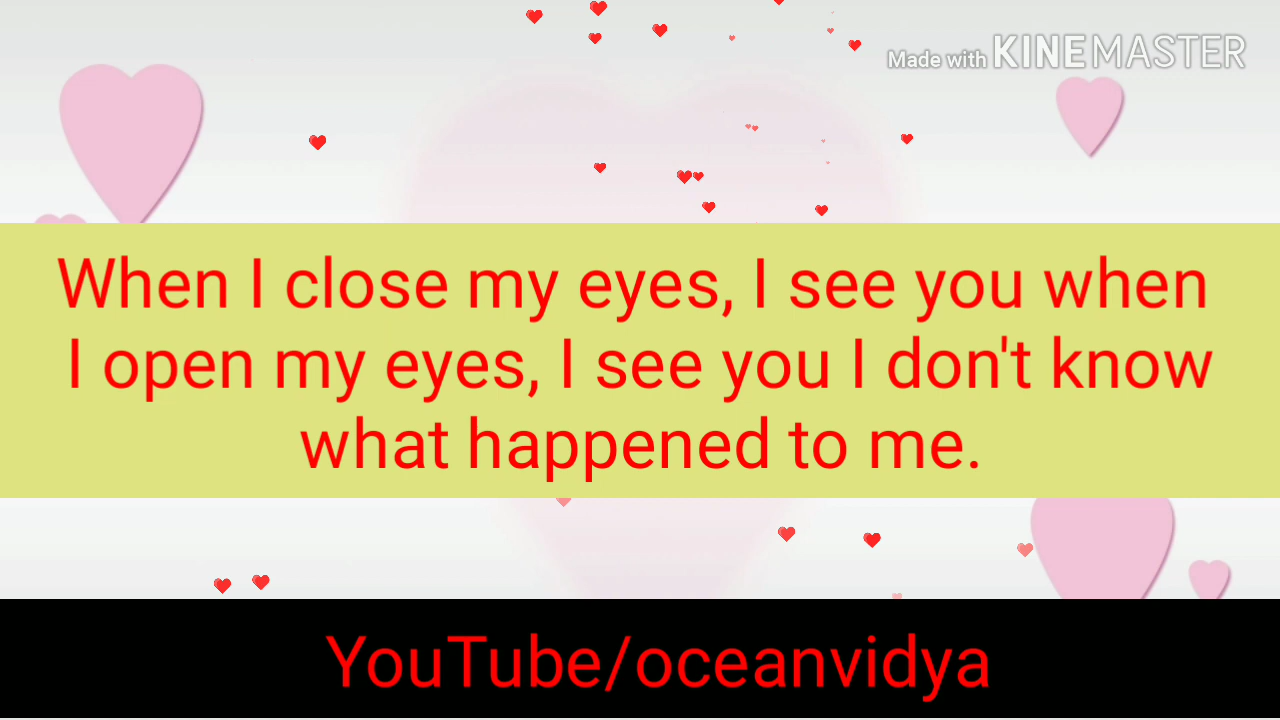 Made with KINEMASTER
When I close my eyes, I see you when
I open my eyes, I see you I don't know
what happened to me.
YouTube/oceanvidya